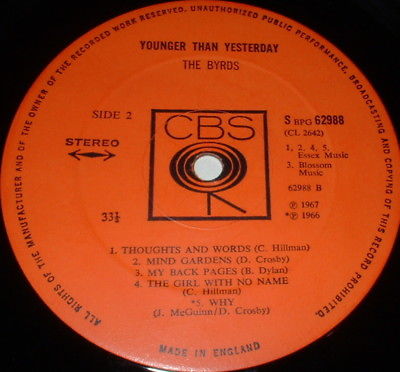 ALL RIGHTS OF THE MANUFACTURER AND OF THE OWNER OF THE RECORDED WORK RESERVED. UNAUTHORIZED PUBLIC PERFORMANCE, BROADCASTING AND COPYING OF THIS RECORD PROHIBITED.
YOUNGER THAN YESTERDAY
THE BYRDS
SIDE 2
CBS
S BPG 62988
(CL 2642)
STEREO
1, 2, 4, 5,
Essex Music
3. Blossom
Music
62988 B
33⅓
℗ 1967
*℗ 1966
1. THOUGHTS AND WORDS (C. Hillman)
2. MIND GARDENS (D. Crosby)
3. MY BACK PAGES (B. Dylan)
4. THE GIRL WITH NO NAME
(C. Hillman)
*5. WHY
(J. McGuinn/D. Crosby)
MADE IN ENGLAND